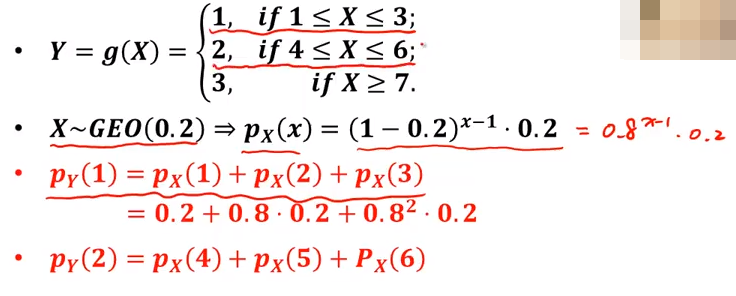 • Y = g(X) = { 1, if 1 ≤ X ≤ 3;
2, if 4 ≤ X ≤ 6;
3, if X ≥ 7.
• X~GEO(0.2) ⇒ p_X(x) = (1 − 0.2)^{x−1} · 0.2 = 0.8^{x-1} . 0.2
• p_Y(1) = p_X(1) + p_X(2) + p_X(3)
= 0.2 + 0.8 · 0.2 + 0.8² · 0.2
• p_Y(2) = p_X(4) + p_X(5) + P_X(6)